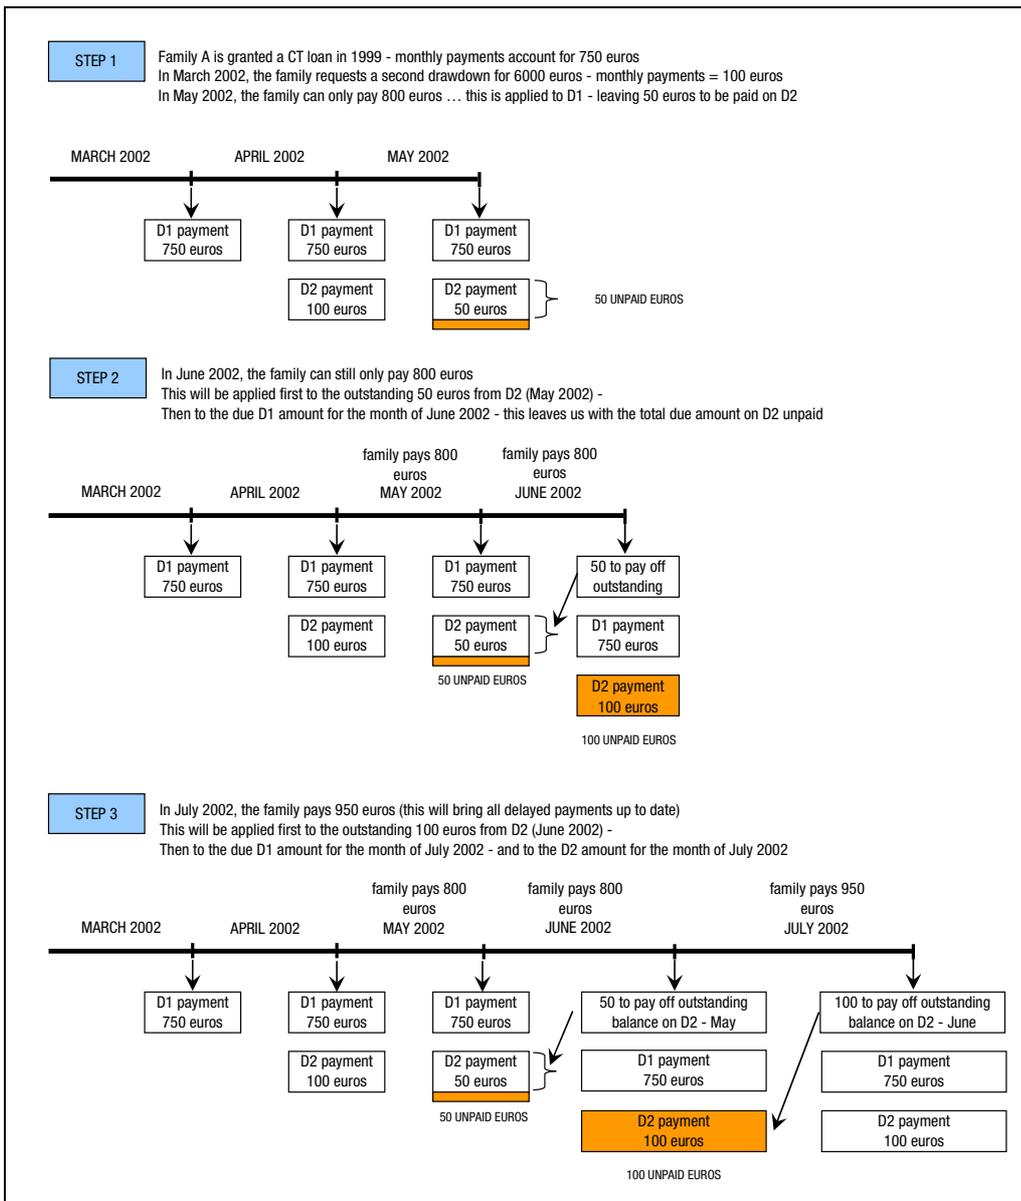 STEP 1
Family A is granted a CT loan in 1999 - monthly payments account for 750 euros
In March 2002, the family requests a second drawdown for 6000 euros - monthly payments = 100 euros
In May 2002, the family can only pay 800 euros … this is applied to D1 - leaving 50 euros to be paid on D2
MARCH 2002
APRIL 2002
MAY 2002
D1 payment
750 euros
D1 payment
750 euros
D1 payment
750 euros
D2 payment
100 euros
D2 payment
50 euros
50 UNPAID EUROS
STEP 2
In June 2002, the family can still only pay 800 euros
This will be applied first to the outstanding 50 euros from D2 (May 2002) -
Then to the due D1 amount for the month of June 2002 - this leaves us with the total due amount on D2 unpaid
MARCH 2002
APRIL 2002
family pays 800
euros
MAY 2002
family pays 800
euros
JUNE 2002
D1 payment
750 euros
D1 payment
750 euros
D1 payment
750 euros
50 to pay off
outstanding
D2 payment
100 euros
D2 payment
50 euros
D1 payment
750 euros
50 UNPAID EUROS
D2 payment
100 euros
100 UNPAID EUROS
STEP 3
In July 2002, the family pays 950 euros (this will bring all delayed payments up to date)
This will be applied first to the outstanding 100 euros from D2 (June 2002) -
Then to the due D1 amount for the month of July 2002 - and to the D2 amount for the month of July 2002
MARCH 2002
APRIL 2002
family pays 800
euros
MAY 2002
family pays 800
euros
JUNE 2002
family pays 950
euros
JULY 2002
D1 payment
750 euros
D1 payment
750 euros
D1 payment
750 euros
50 to pay off outstanding
balance on D2 - May
100 to pay off outstanding
balance on D2 - June
D2 payment
100 euros
D2 payment
50 euros
D1 payment
750 euros
D1 payment
750 euros
50 UNPAID EUROS
D2 payment
100 euros
D2 payment
100 euros
100 UNPAID EUROS